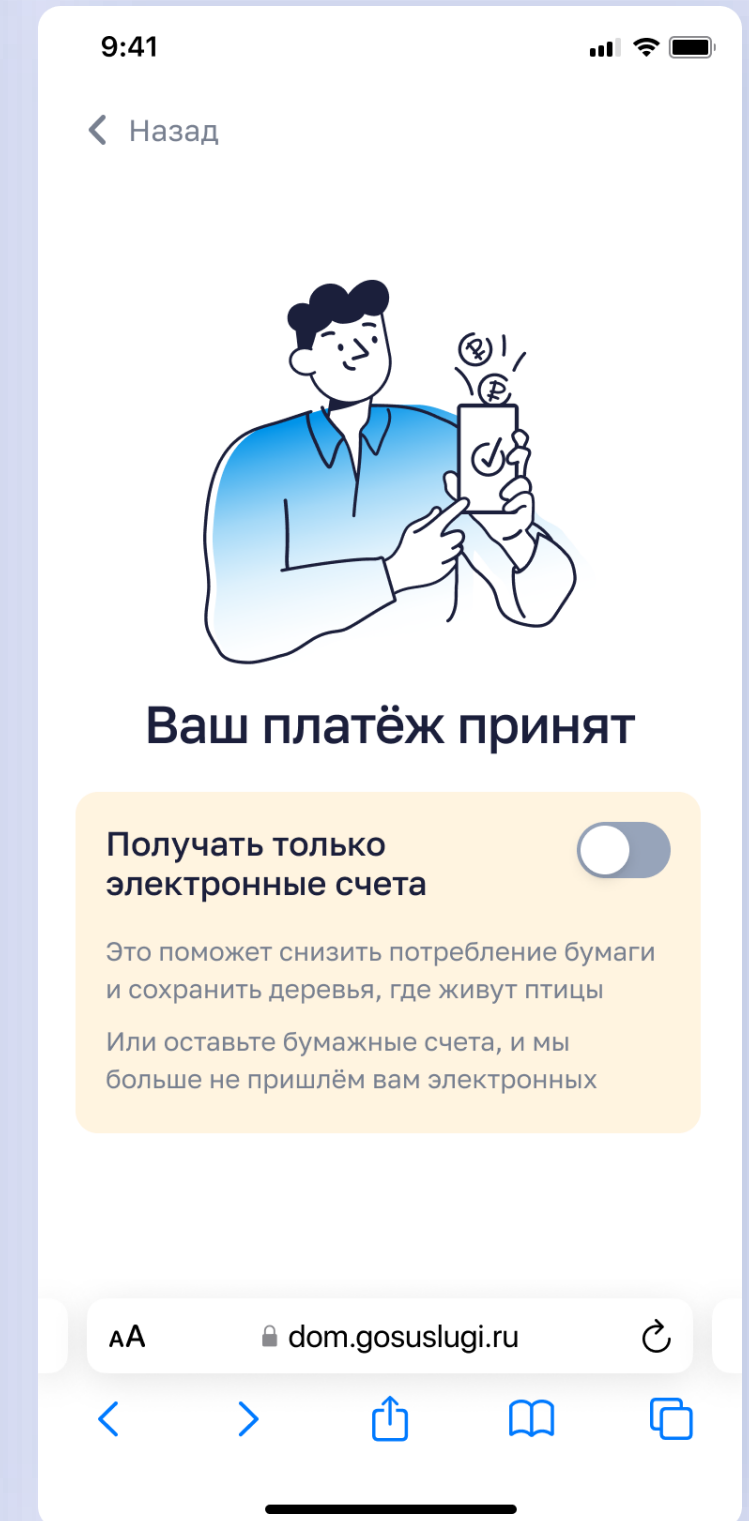 9:41
Назад
Ваш платёж принят
Получать только
электронные счета
Это поможет снизить потребление бумаги
и сохранить деревья, где живут птицы
Или оставьте бумажные счета, и мы
больше не пришлём вам электронных
AA dom.gosuslugi.ru